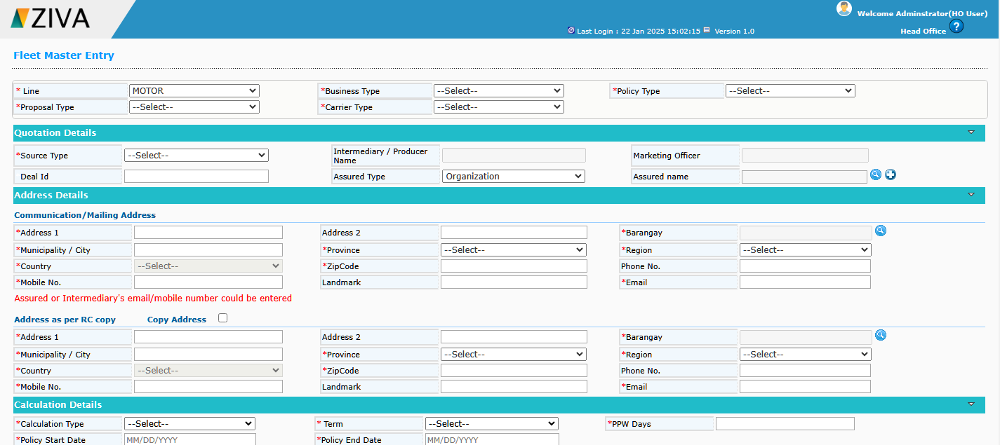 ZIVA
Welcome Adminstrator(HO User)
Last Login : 22 Jan 2025 15:02:15 Version 1.0
Head Office ?
Fleet Master Entry
* Line MOTOR *Business Type --Select-- *Policy Type --Select--
*Proposal Type --Select-- *Carrier Type --Select--
Quotation Details
*Source Type --Select-- Intermediary / Producer Name Marketing Officer
Deal Id Assured Type Organization Assured name
Address Details
Communication/Mailing Address
*Address 1 Address 2 *Barangay
*Municipality / City *Province --Select-- *Region --Select--
*Country --Select-- *ZipCode Phone No.
*Mobile No. Landmark *Email
Assured or Intermediary's email/mobile number could be entered
Address as per RC copy Copy Address
*Address 1 Address 2 *Barangay
*Municipality / City *Province --Select-- *Region --Select--
*Country --Select-- *ZipCode Phone No.
*Mobile No. Landmark *Email
Calculation Details
*Calculation Type --Select-- * Term --Select-- *PPW Days
*Policy Start Date MM/DD/YYYY *Policy End Date MM/DD/YYYY